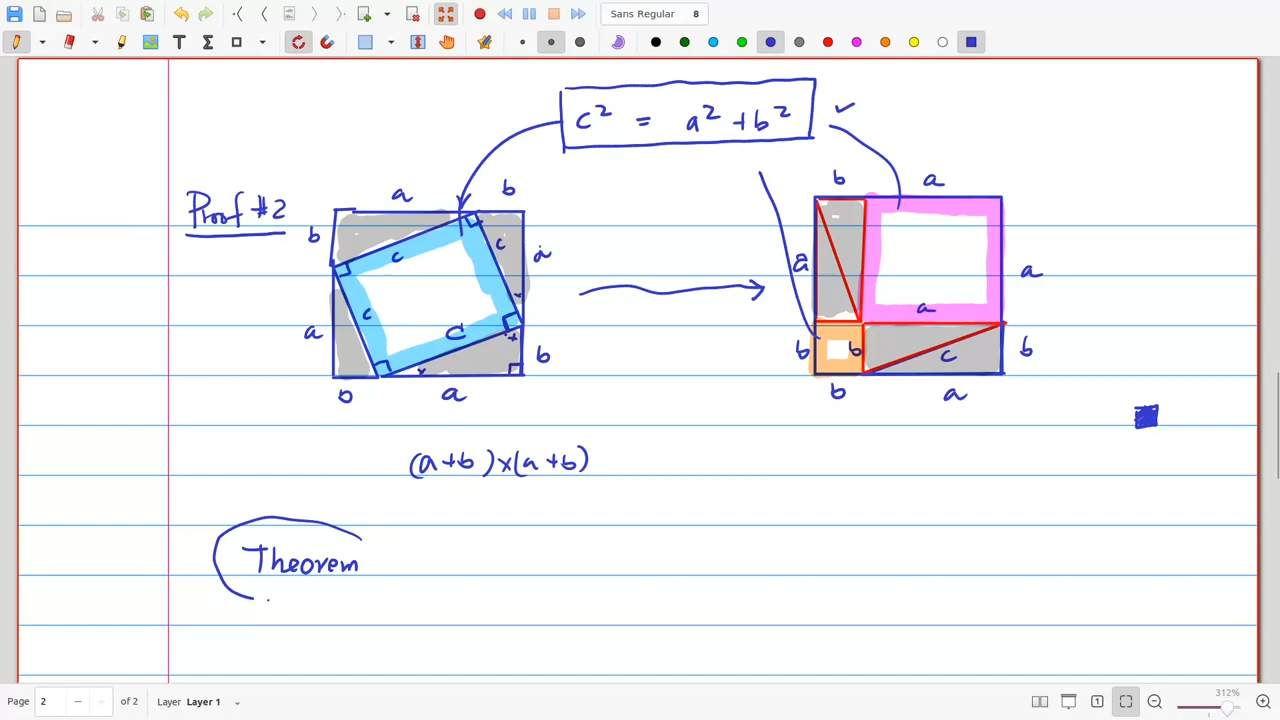 Sans Regular 8
c² = a² + b² ✓
Proof #2
a b
b c c a
a c c b
b a
x x x
b a
a a
a
b b c b
b a
(a+b)×(a+b)
Theorem
Page 2 of 2 Layer Layer 1 312%